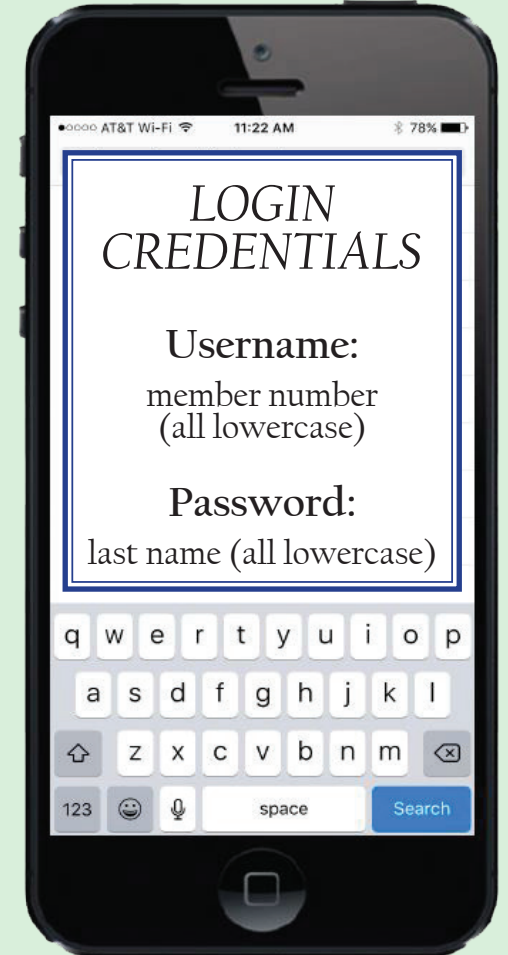 AT&T Wi-Fi 11:22 AM 78%
LOGIN
CREDENTIALS
Username:
member number
(all lowercase)
Password:
last name (all lowercase)
q w e r t y u i o p
a s d f g h j k l
z x c v b n m
123 space Search